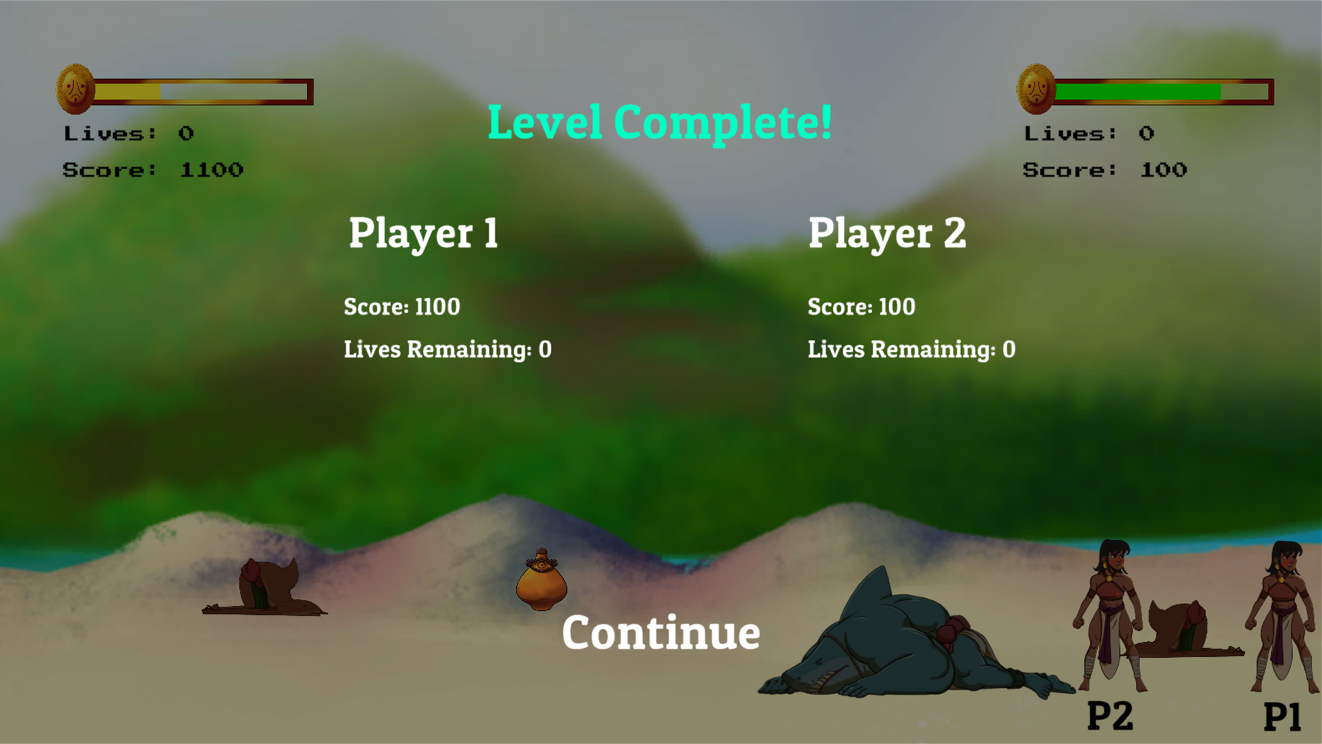 Level Complete!
Lives: 0
Score: 1100
Lives: 0
Score: 100
Player 1
Player 2
Score: 1100
Score: 100
Lives Remaining: 0
Lives Remaining: 0
Continue
P2
P1